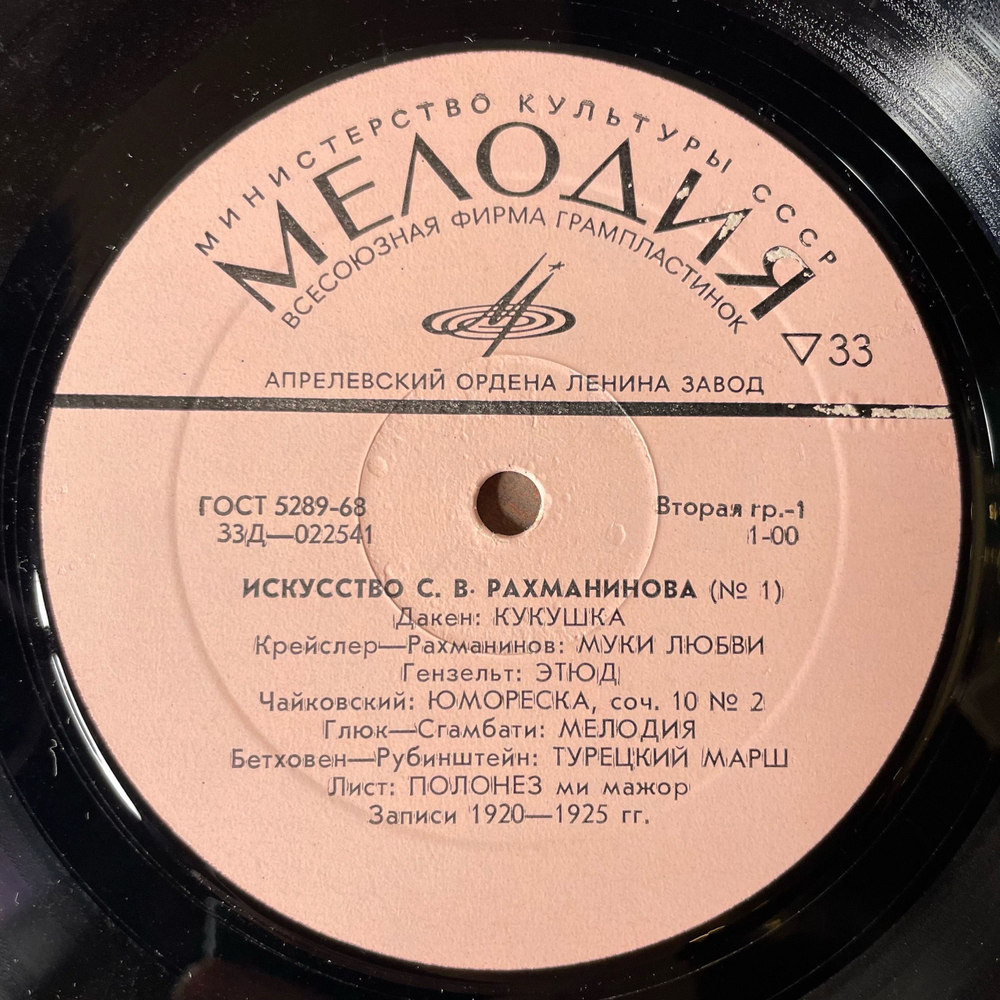 МИНИСТЕРСТВО КУЛЬТУРЫ СССР
МЕЛОДИЯ
ВСЕСОЮЗНАЯ ФИРМА ГРАМПЛАСТИНОК
▽33
АПРЕЛЕВСКИЙ ОРДЕНА ЛЕНИНА ЗАВОД
ГОСТ 5289-68
33Д—022541
Вторая гр.-1
1-00
ИСКУССТВО С. В. РАХМАНИНОВА (№ 1)
Дакен: КУКУШКА
Крейслер—Рахманинов: МУКИ ЛЮБВИ
Гензельт: ЭТЮД
Чайковский: ЮМОРЕСКА, соч. 10 № 2
Глюк—Сгамбати: МЕЛОДИЯ
Бетховен—Рубинштейн: ТУРЕЦКИЙ МАРШ
Лист: ПОЛОНЕЗ ми мажор
Записи 1920—1925 гг.